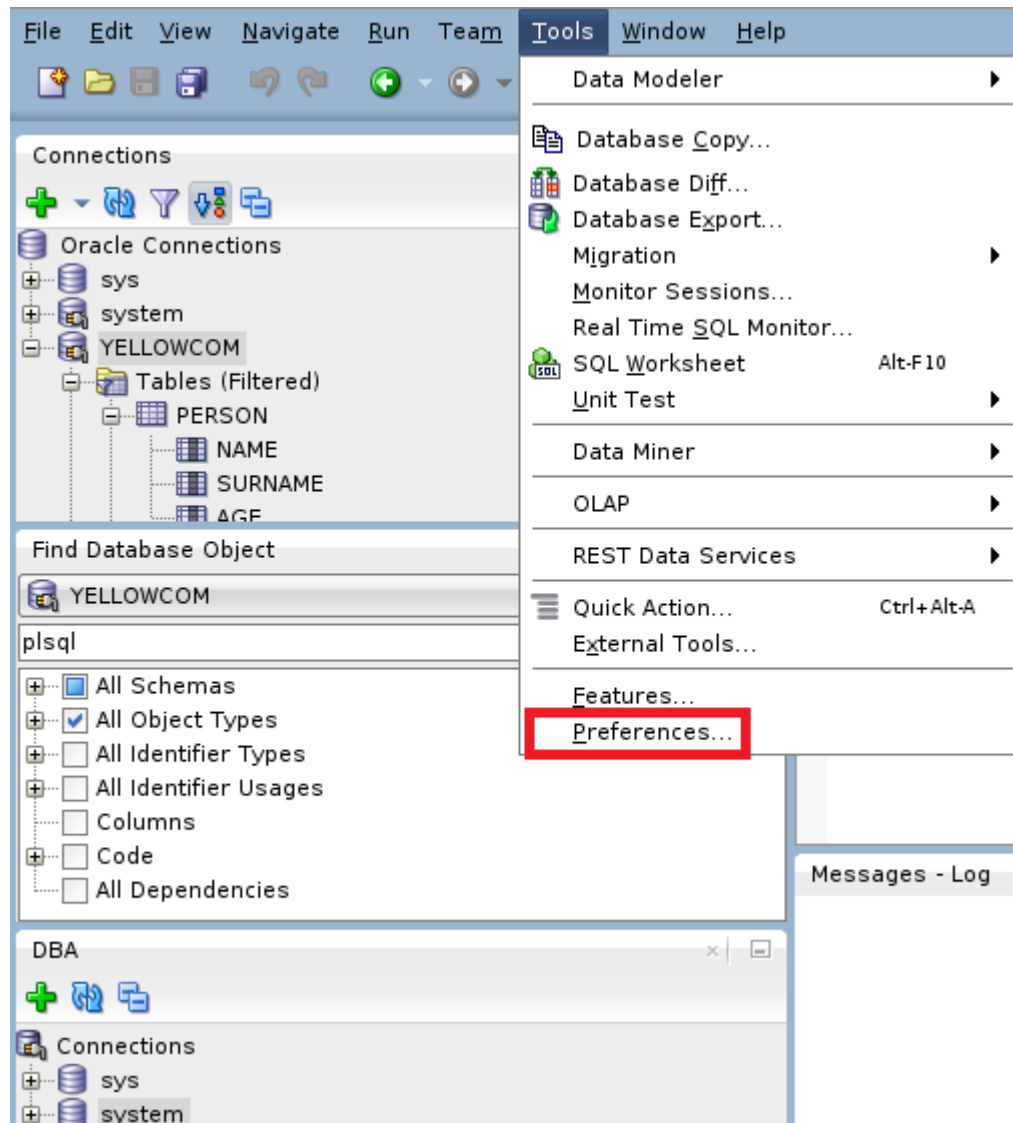 File Edit View Navigate Run Team Tools Window Help
Connections
Oracle Connections
sys
system
YELLOWCOM
Tables (Filtered)
PERSON
NAME
SURNAME
AGE
Find Database Object
YELLOWCOM
plsql
All Schemas
All Object Types
All Identifier Types
All Identifier Usages
Columns
Code
All Dependencies
DBA
Connections
sys
system
Data Modeler
Database Copy...
Database Diff...
Database Export...
Migration
Monitor Sessions...
Real Time SQL Monitor...
SQL Worksheet Alt-F10
Unit Test
Data Miner
OLAP
REST Data Services
Quick Action... Ctrl+Alt-A
External Tools...
Features...
Preferences...
Messages - Log